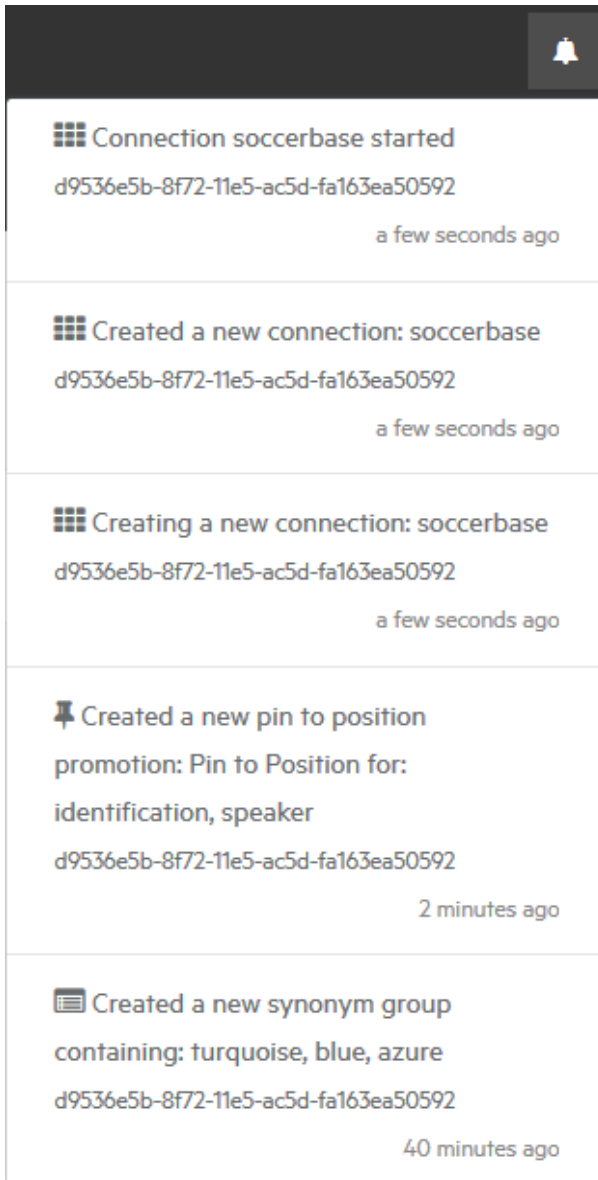 Connection soccerbase started
d9536e5b-8f72-11e5-ac5d-fa163ea50592
a few seconds ago
Created a new connection: soccerbase
d9536e5b-8f72-11e5-ac5d-fa163ea50592
a few seconds ago
Creating a new connection: soccerbase
d9536e5b-8f72-11e5-ac5d-fa163ea50592
a few seconds ago
Created a new pin to position
promotion: Pin to Position for:
identification, speaker
d9536e5b-8f72-11e5-ac5d-fa163ea50592
2 minutes ago
Created a new synonym group
containing: turquoise, blue, azure
d9536e5b-8f72-11e5-ac5d-fa163ea50592
40 minutes ago